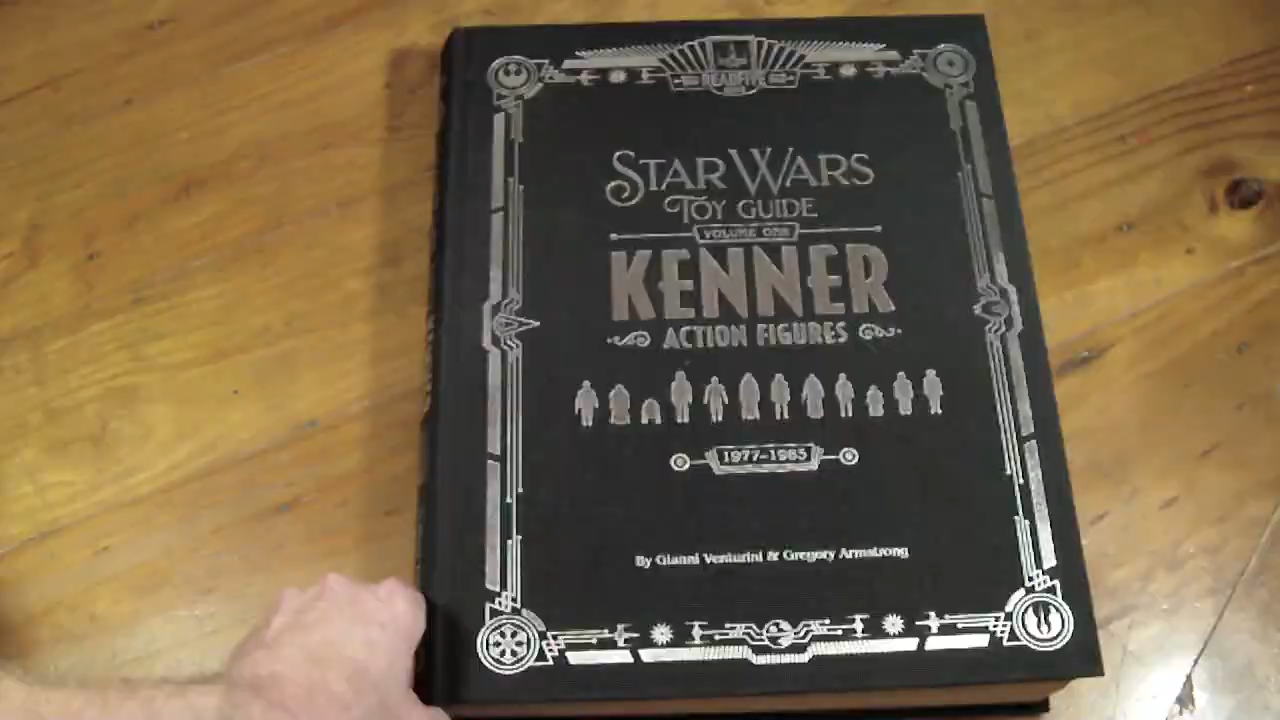 STAR WARS
TOY GUIDE
VOLUME ONE
KENNER
ACTION FIGURES
1977-1985
By Gianni Venturini & Gregory Armstrong